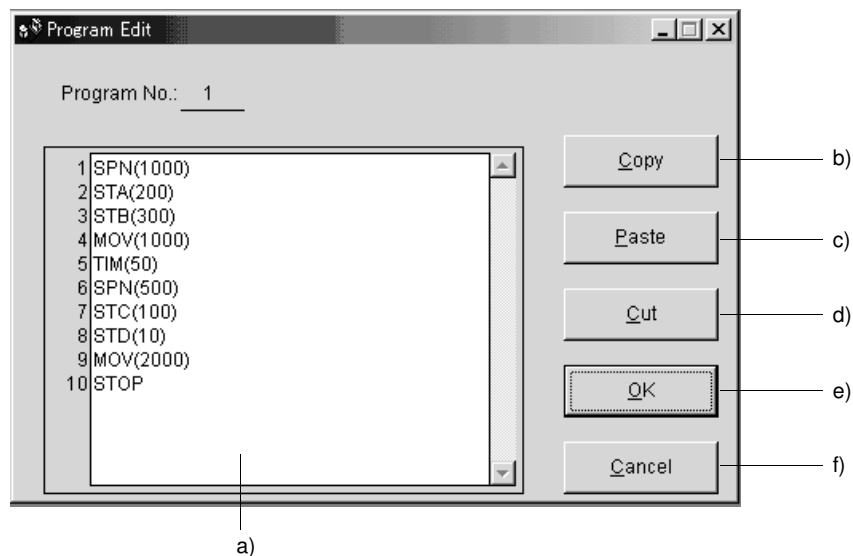 Program Edit
Program No.: 1
1 SPN(1000)
2 STA(200)
3 STB(300)
4 MOV(1000)
5 TIM(50)
6 SPN(500)
7 STC(100)
8 STD(10)
9 MOV(2000)
10 STOP
Copy b)
Paste c)
Cut d)
OK e)
Cancel f)
a)